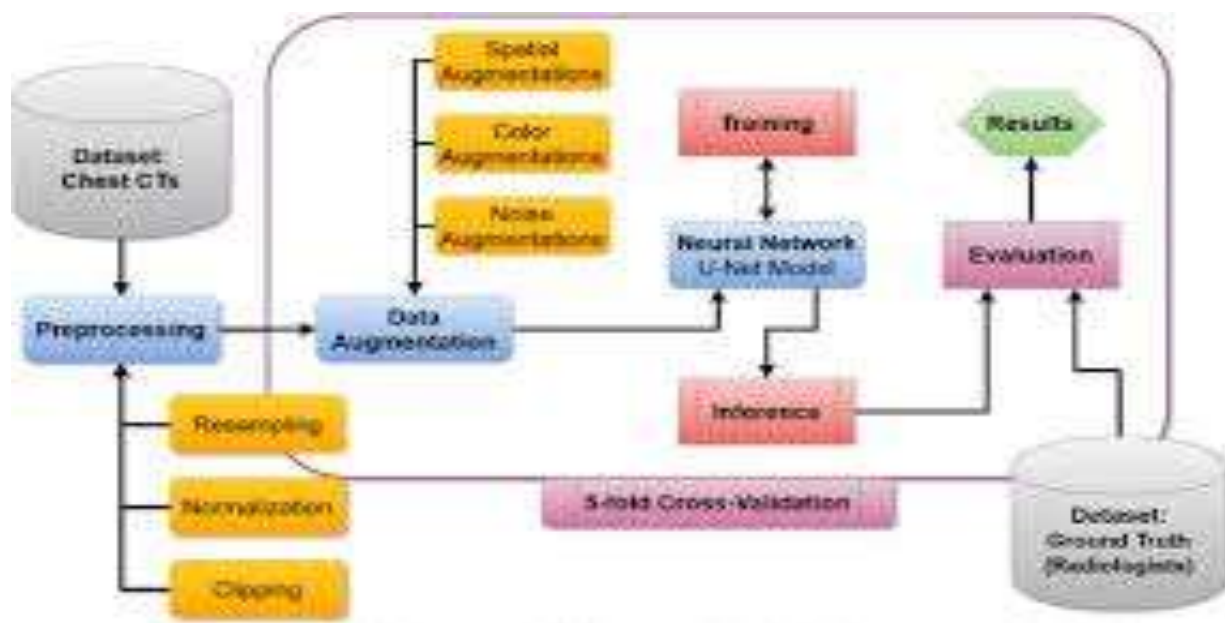 Spatial
Augmentations
Color
Augmentations
Noise
Augmentations
Training
Results
Dataset:
Chest CTs
Neural Network
U-Net Model
Evaluation
Preprocessing
Data
Augmentation
Inference
Resampling
Normalization
Clipping
5-fold Cross-Validation
Dataset:
Ground Truth
(Radiologists)